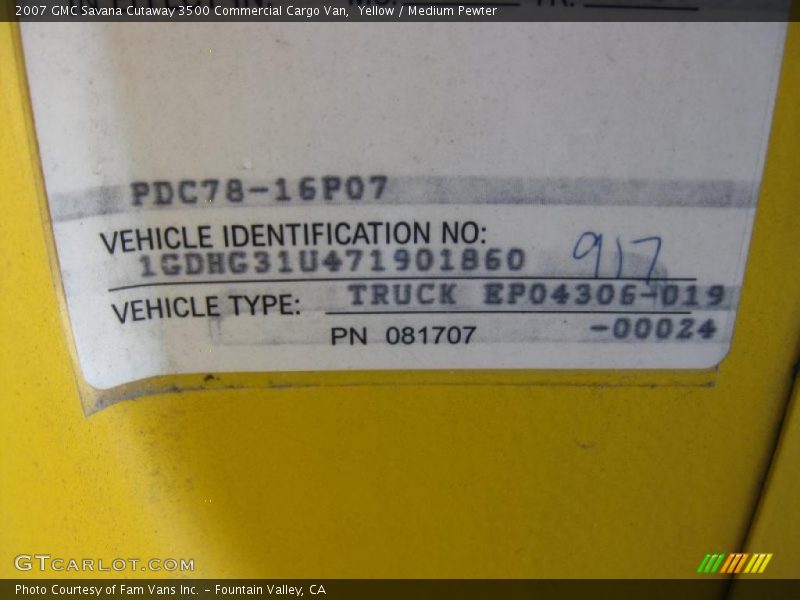 2007 GMC Savana Cutaway 3500 Commercial Cargo Van,  Yellow / Medium Pewter
PDC78-16P07
VEHICLE IDENTIFICATION NO:
1GDHG31U471901860
917
VEHICLE TYPE: TRUCK EP04306-019
PN 081707 -00024
GTCARLOT.COM
Photo Courtesy of Fam Vans Inc. - Fountain Valley, CA